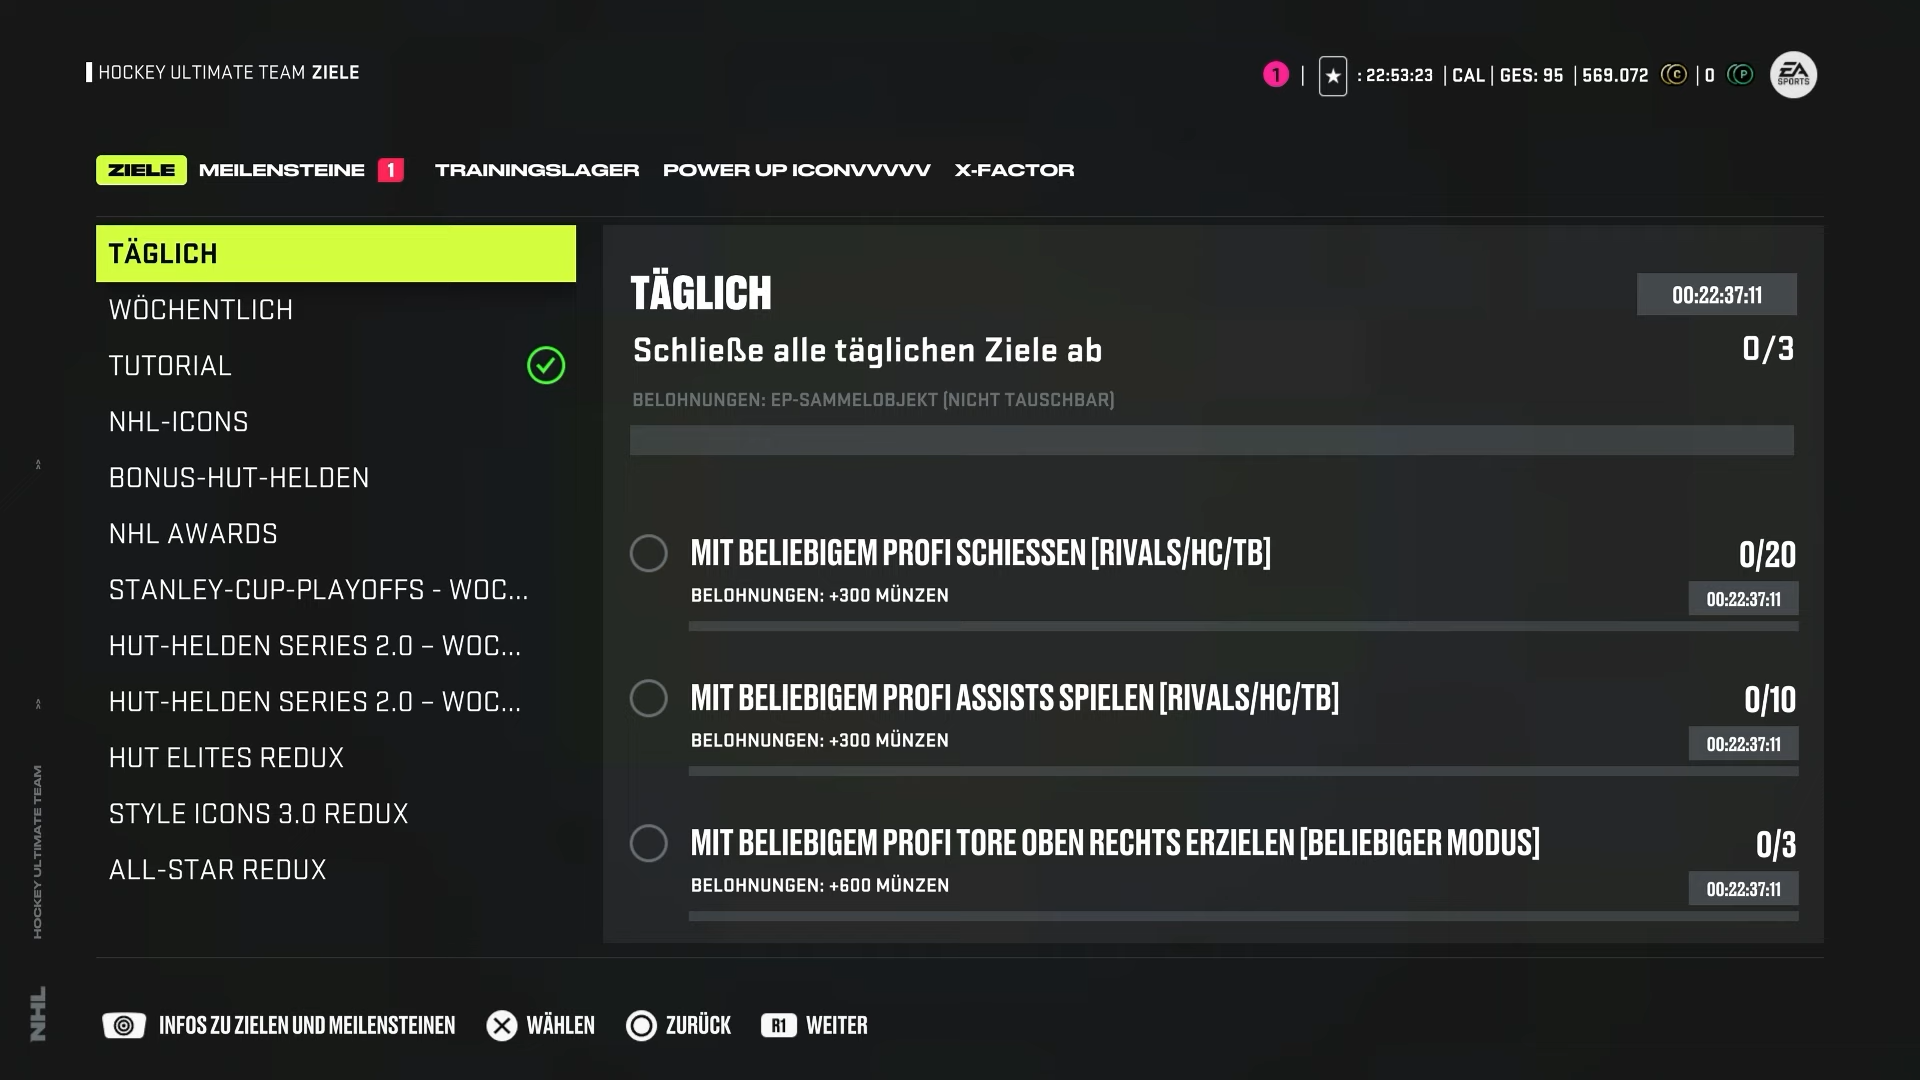 HOCKEY ULTIMATE TEAM ZIELE
1 | : 22:53:23 | CAL | GES: 95 | 569.072 C | 0 P EA SPORTS
ZIELE MEILENSTEINE 1 TRAININGSLAGER POWER UP ICONVVVVV X-FACTOR
TÄGLICH
WÖCHENTLICH
TUTORIAL
NHL-ICONS
BONUS-HUT-HELDEN
NHL AWARDS
STANLEY-CUP-PLAYOFFS - WOC...
HUT-HELDEN SERIES 2.0 – WOC...
HUT-HELDEN SERIES 2.0 – WOC...
HUT ELITES REDUX
STYLE ICONS 3.0 REDUX
ALL-STAR REDUX
TÄGLICH
00:22:37:11
Schließe alle täglichen Ziele ab
0/3
BELOHNUNGEN: EP-SAMMELOBJEKT (NICHT TAUSCHBAR)
MIT BELIEBIGEM PROFI SCHIESSEN [RIVALS/HC/TB]
0/20
BELOHNUNGEN: +300 MÜNZEN
00:22:37:11
MIT BELIEBIGEM PROFI ASSISTS SPIELEN [RIVALS/HC/TB]
0/10
BELOHNUNGEN: +300 MÜNZEN
00:22:37:11
MIT BELIEBIGEM PROFI TORE OBEN RECHTS ERZIELEN [BELIEBIGER MODUS]
0/3
BELOHNUNGEN: +600 MÜNZEN
00:22:37:11
HOCKEY ULTIMATE TEAM
NHL
INFOS ZU ZIELEN UND MEILENSTEINEN WÄHLEN ZURÜCK R1 WEITER